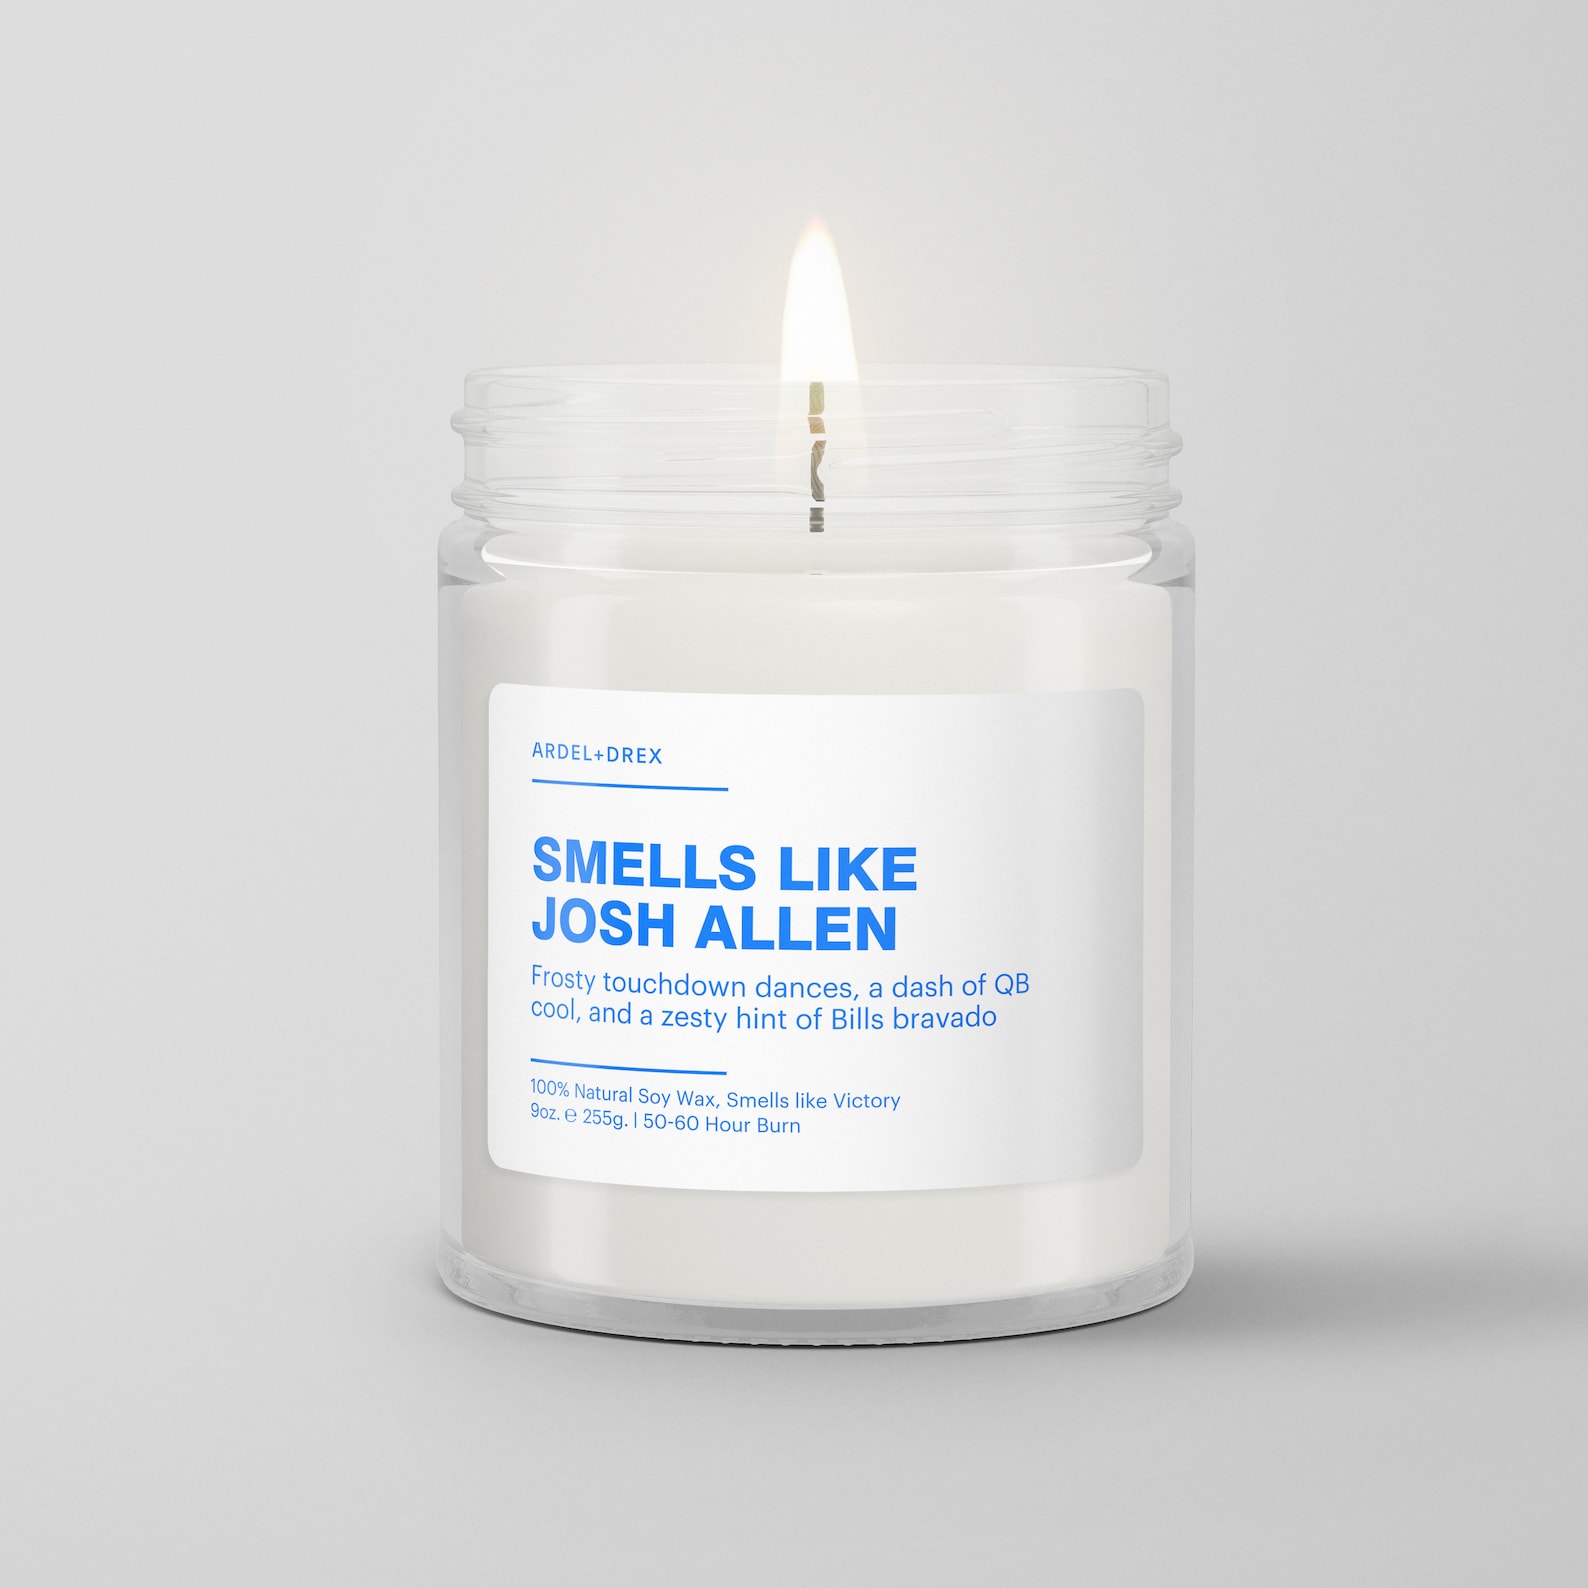 ARDEL+DREX
SMELLS LIKE
JOSH ALLEN
Frosty touchdown dances, a dash of QB
cool, and a zesty hint of Bills bravado
100% Natural Soy Wax, Smells like Victory
9oz. ℮ 255g. | 50-60 Hour Burn